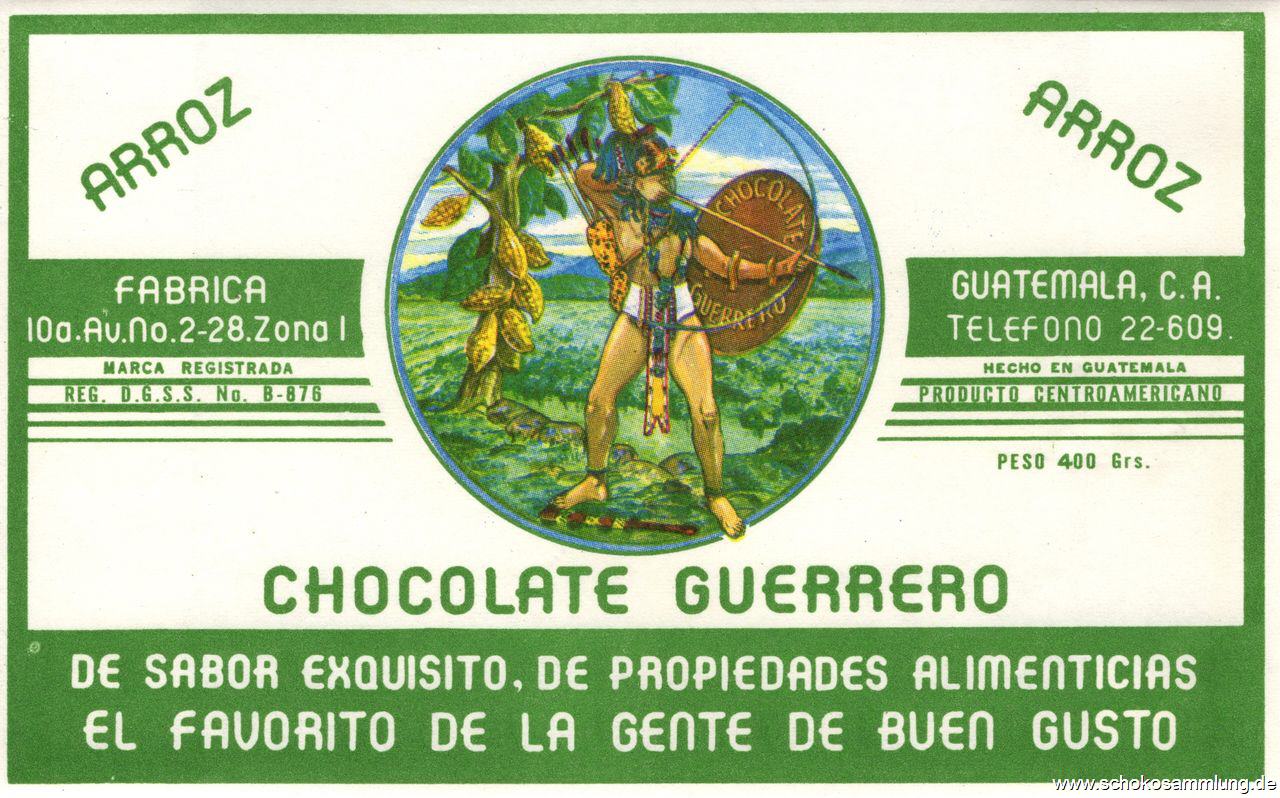 ARROZ
ARROZ
CHOCOLATE
GUERRERO
FABRICA
10a.Av.No.2-28.Zona 1
MARCA REGISTRADA
REG. D.G.S.S. No. B-876
GUATEMALA, C.A.
TELEFONO 22-609.
HECHO EN GUATEMALA
PRODUCTO CENTROAMERICANO
PESO 400 Grs.
CHOCOLATE GUERRERO
DE SABOR EXQUISITO, DE PROPIEDADES ALIMENTICIAS
EL FAVORITO DE LA GENTE DE BUEN GUSTO
www.schokosammlung.de